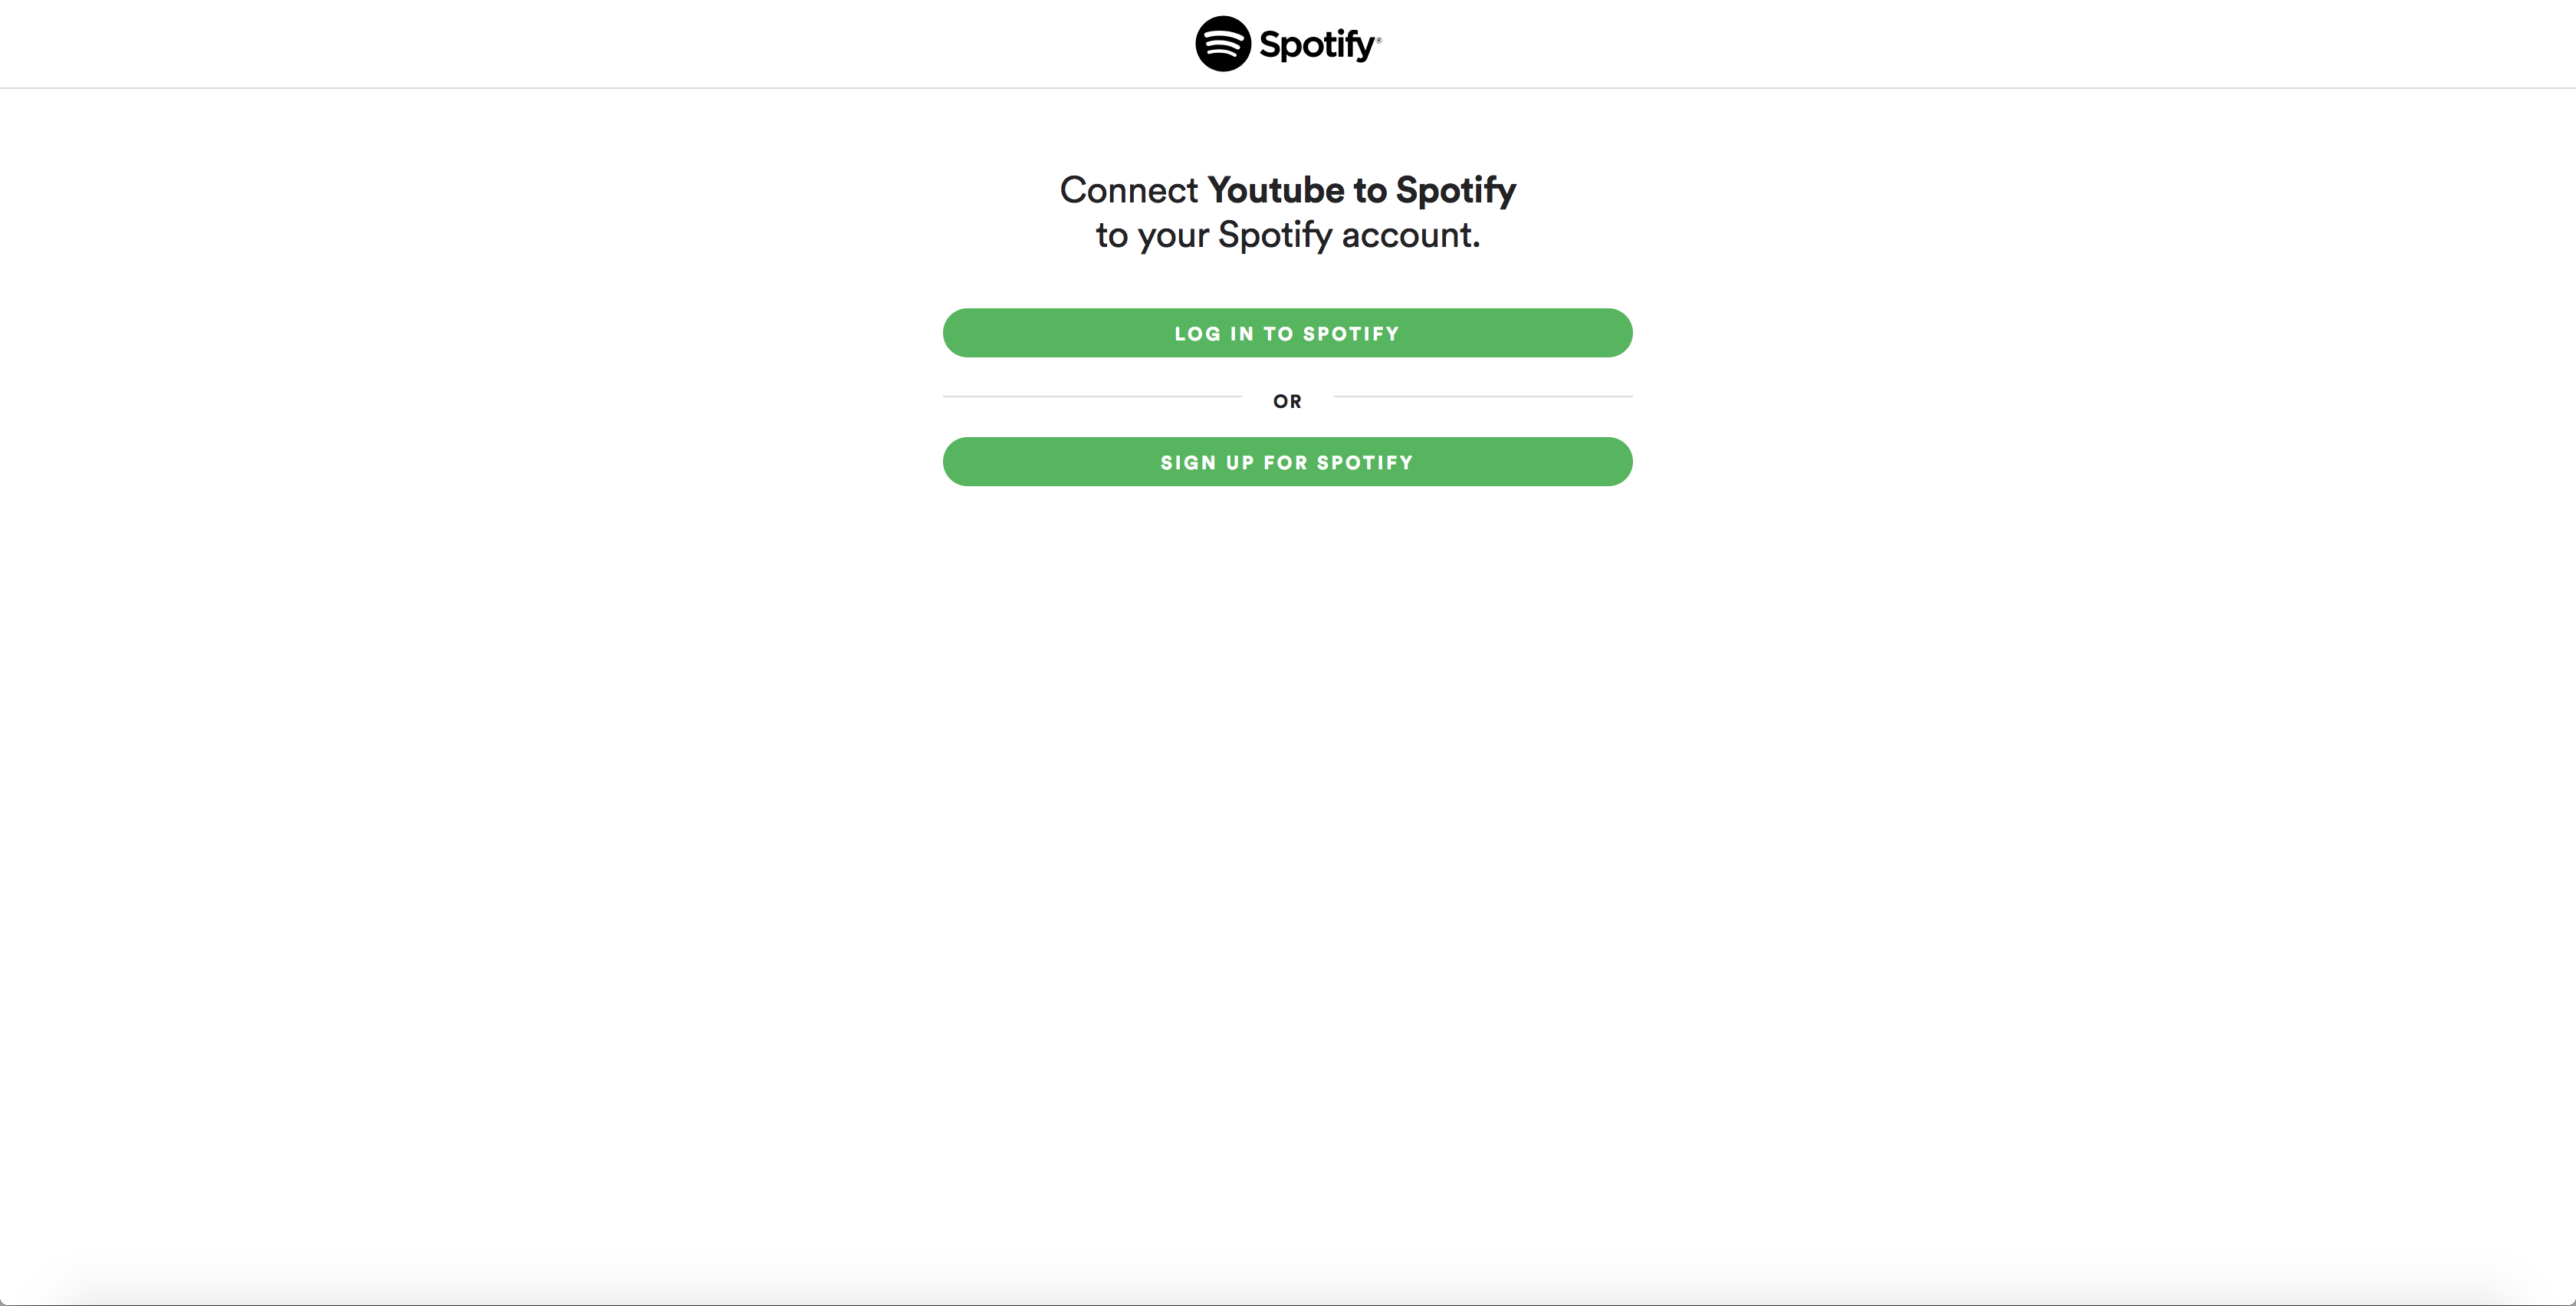 Spotify®
Connect Youtube to Spotify
to your Spotify account.
LOG IN TO SPOTIFY
OR
SIGN UP FOR SPOTIFY